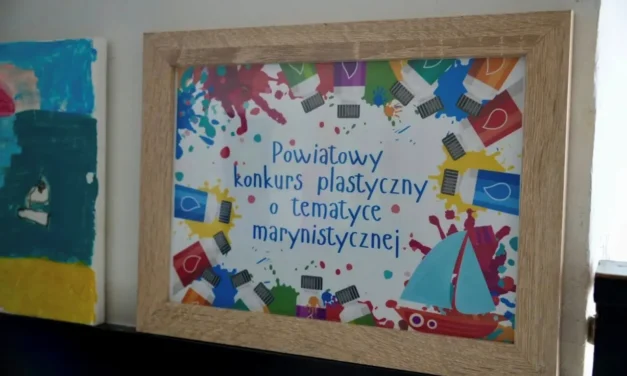 Powiatowy
konkurs plastyczny
o tematyce
marynistycznej